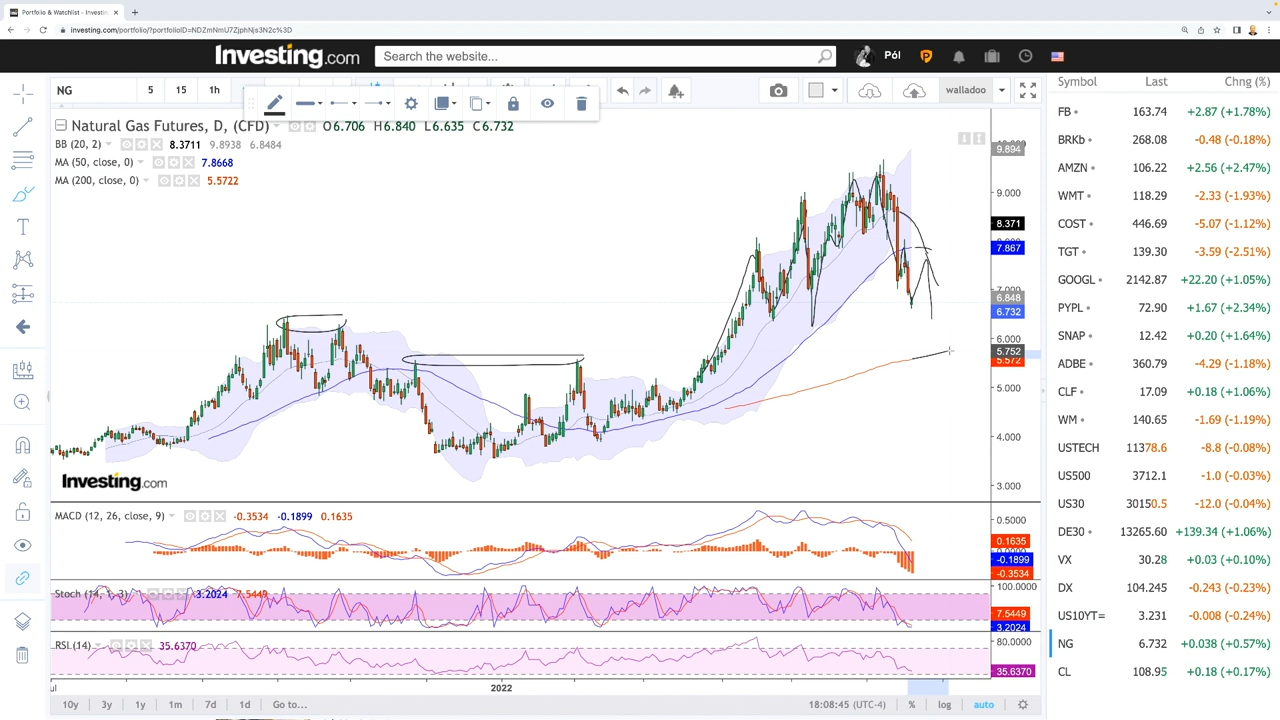 Portfolio & Watchlist - Investin
investing.com/portfolio/?portfolioID=NDZmNmU7ZjphNjs3N2c%3D
Investing.com
Search the website...
Pól
NG
5
15
1h
walladoo
Natural Gas Futures, D, (CFD)
O6.706 H6.840 L6.635 C6.732
BB (20, 2) 8.3711 9.8938 6.8484
MA (50, close, 0) 7.8668
MA (200, close, 0) 5.5722
9.894
9.000
8.371
7.867
7.000
6.848
6.732
6.000
5.752
5.572
5.000
4.000
3.000
Investing.com
MACD (12, 26, close, 9) -0.3534 -0.1899 0.1635
0.5000
0.1635
-0.1899
-0.3534
Stoch (14, 1, 3) 3.2024 7.5449
100.0000
7.5449
3.2024
RSI (14) 35.6370
80.0000
35.6370
2022
10y 3y 1y 1m 7d 1d Go to...
18:08:45 (UTC-4) % log auto
Symbol Last Chng (%)
FB 163.74 +2.87 (+1.78%)
BRKb 268.08 -0.48 (-0.18%)
AMZN 106.22 +2.56 (+2.47%)
WMT 118.29 -2.33 (-1.93%)
COST 446.69 -5.07 (-1.12%)
TGT 139.30 -3.59 (-2.51%)
GOOGL 2142.87 +22.20 (+1.05%)
PYPL 72.90 +1.67 (+2.34%)
SNAP 12.42 +0.20 (+1.64%)
ADBE 360.79 -4.29 (-1.18%)
CLF 17.09 +0.18 (+1.06%)
WM 140.65 -1.69 (-1.19%)
USTECH 11378.6 -8.8 (-0.08%)
US500 3712.1 -1.0 (-0.03%)
US30 30150.5 -12.0 (-0.04%)
DE30 13265.60 +139.34 (+1.06%)
VX 30.28 +0.03 (+0.10%)
DX 104.245 -0.243 (-0.23%)
US10YT= 3.231 -0.008 (-0.24%)
NG 6.732 +0.038 (+0.57%)
CL 108.95 +0.18 (+0.17%)